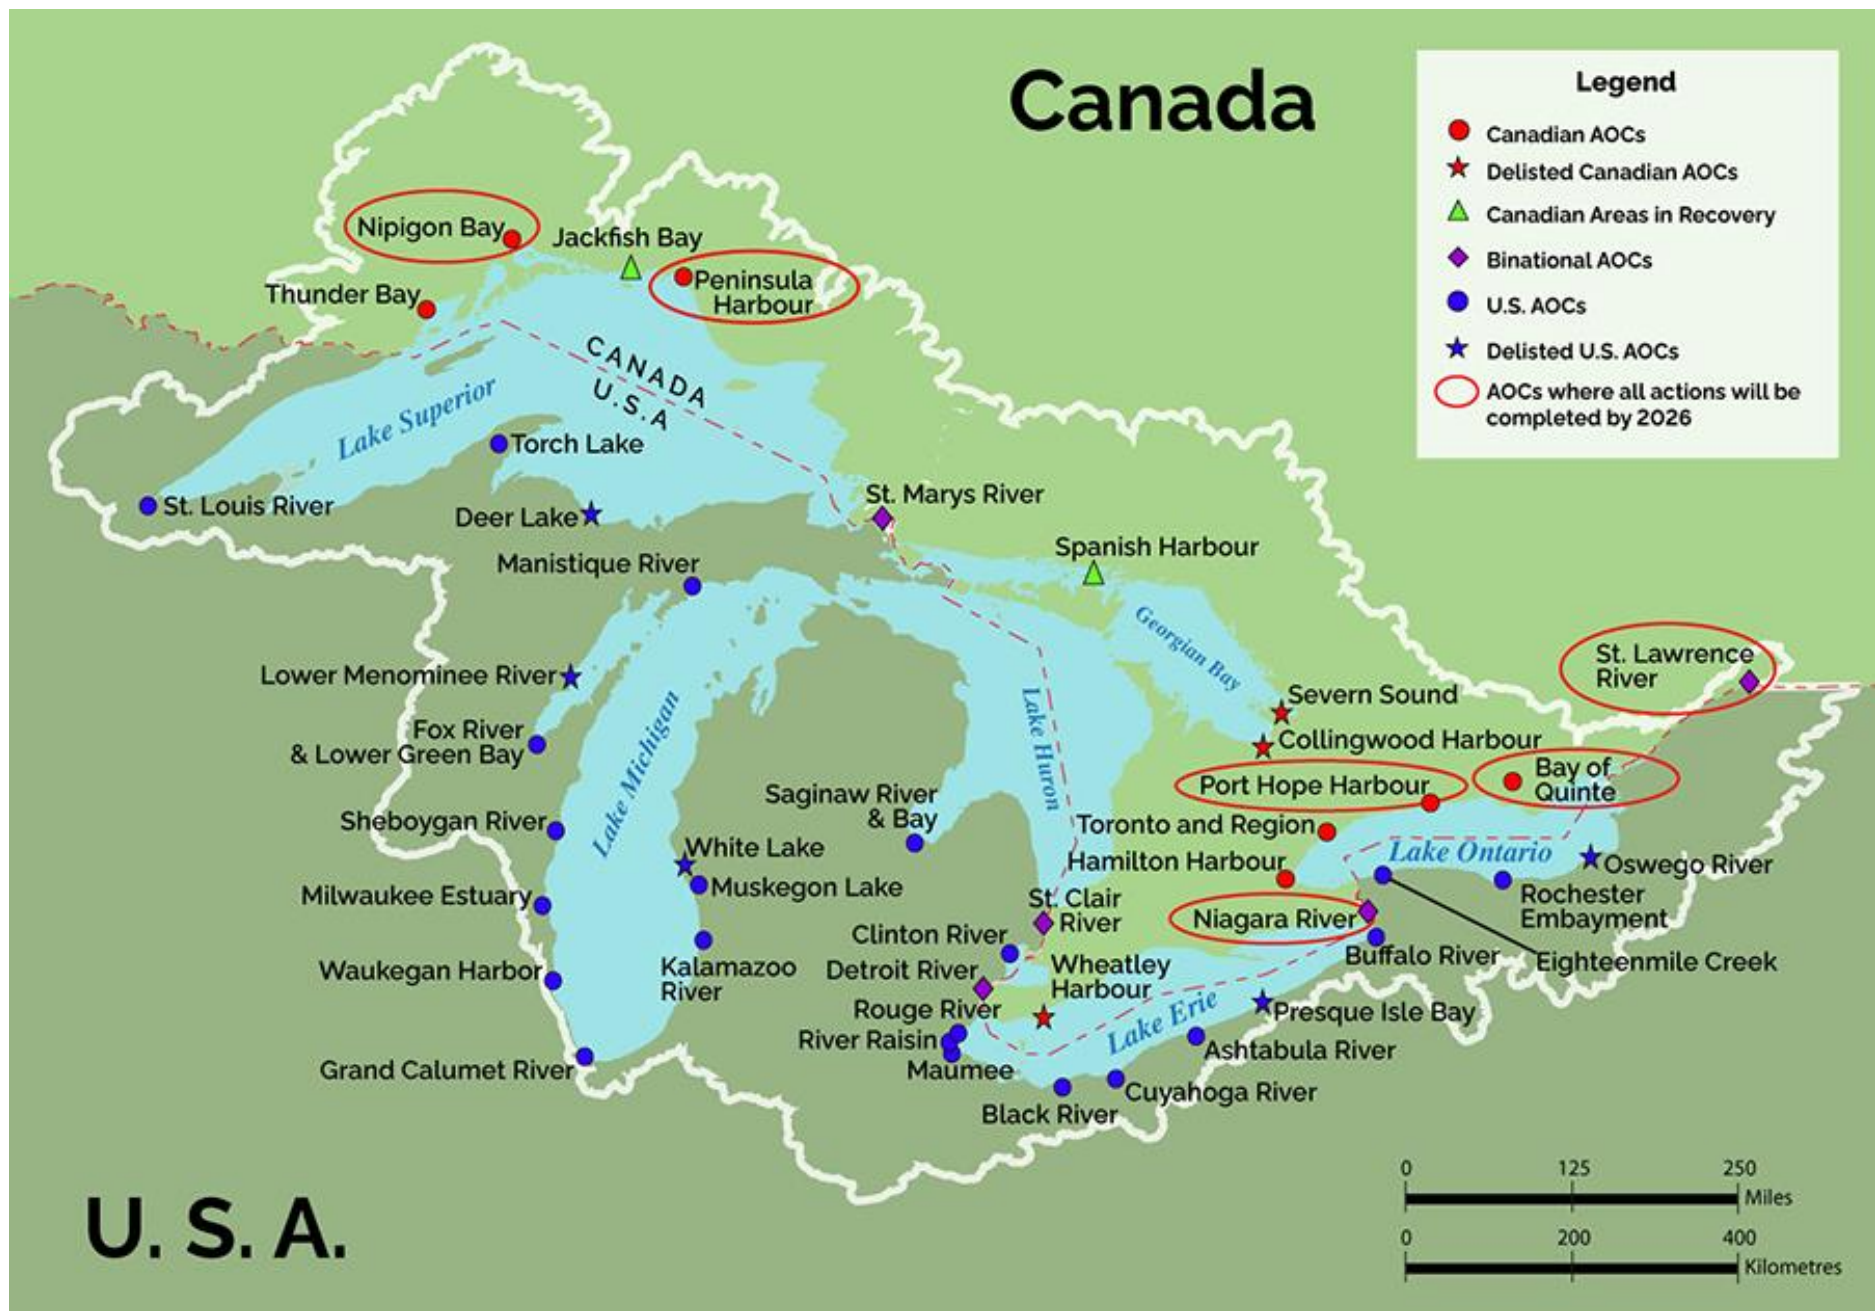 Canada
Legend
Canadian AOCs
Delisted Canadian AOCs
Canadian Areas in Recovery
Binational AOCs
U.S. AOCs
Delisted U.S. AOCs
AOCs where all actions will be
completed by 2026
Nipigon Bay
Jackfish Bay
Peninsula
Harbour
Thunder Bay
CANADA
U.S.A
Lake Superior
Torch Lake
St. Louis River
Deer Lake
St. Marys River
Manistique River
Spanish Harbour
Georgian Bay
St. Lawrence
River
Lower Menominee River
Severn Sound
Fox River
& Lower Green Bay
Lake Michigan
Lake Huron
Collingwood Harbour
Port Hope Harbour
Bay of
Quinte
Saginaw River
& Bay
Sheboygan River
Toronto and Region
White Lake
Lake Ontario
Hamilton Harbour
Oswego River
Muskegon Lake
Milwaukee Estuary
St. Clair
River
Rochester
Embayment
Niagara River
Clinton River
Buffalo River
Eighteenmile Creek
Waukegan Harbor
Kalamazoo
River
Detroit River
Wheatley
Harbour
Rouge River
Lake Erie
Presque Isle Bay
River Raisin
Ashtabula River
Grand Calumet River
Maumee
Cuyahoga River
Black River
U. S. A.
0 125 250
Miles
0 200 400
Kilometres